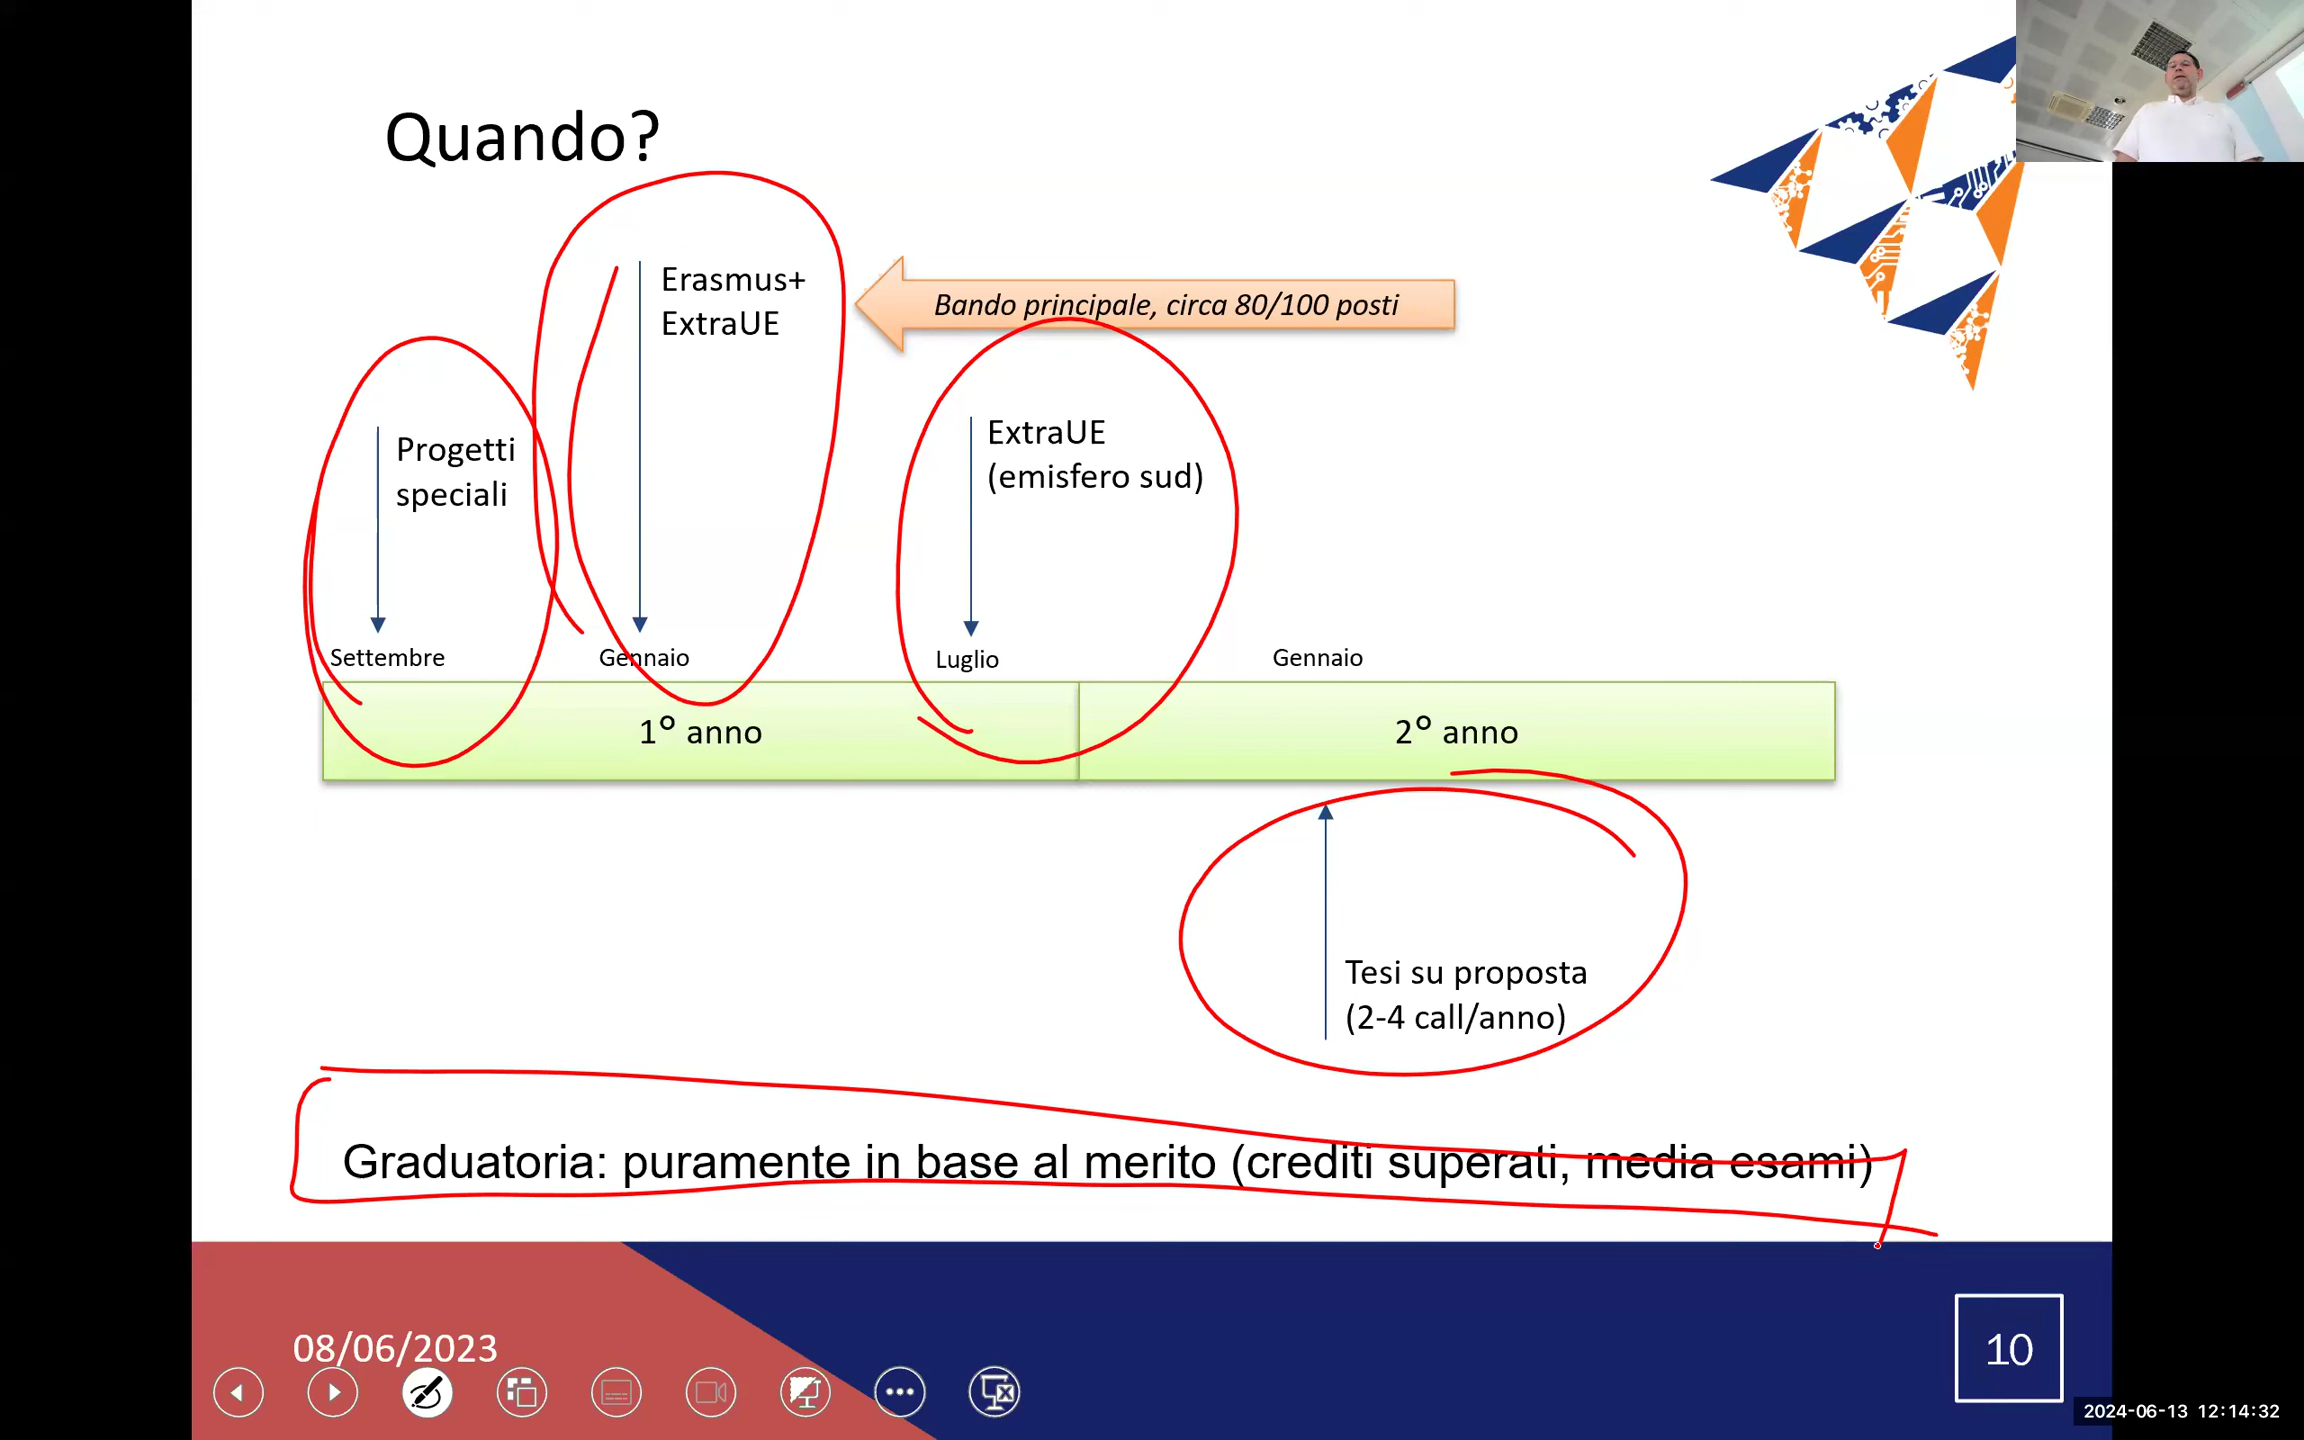 Quando?
Erasmus+
ExtraUE
Bando principale, circa 80/100 posti
Progetti
speciali
ExtraUE
(emisfero sud)
Settembre
Gennaio
Luglio
Gennaio
1° anno
2° anno
Tesi su proposta
(2-4 call/anno)
Graduatoria: puramente in base al merito (crediti superati, media esami)
08/06/2023
10
2024-06-13 12:14:32